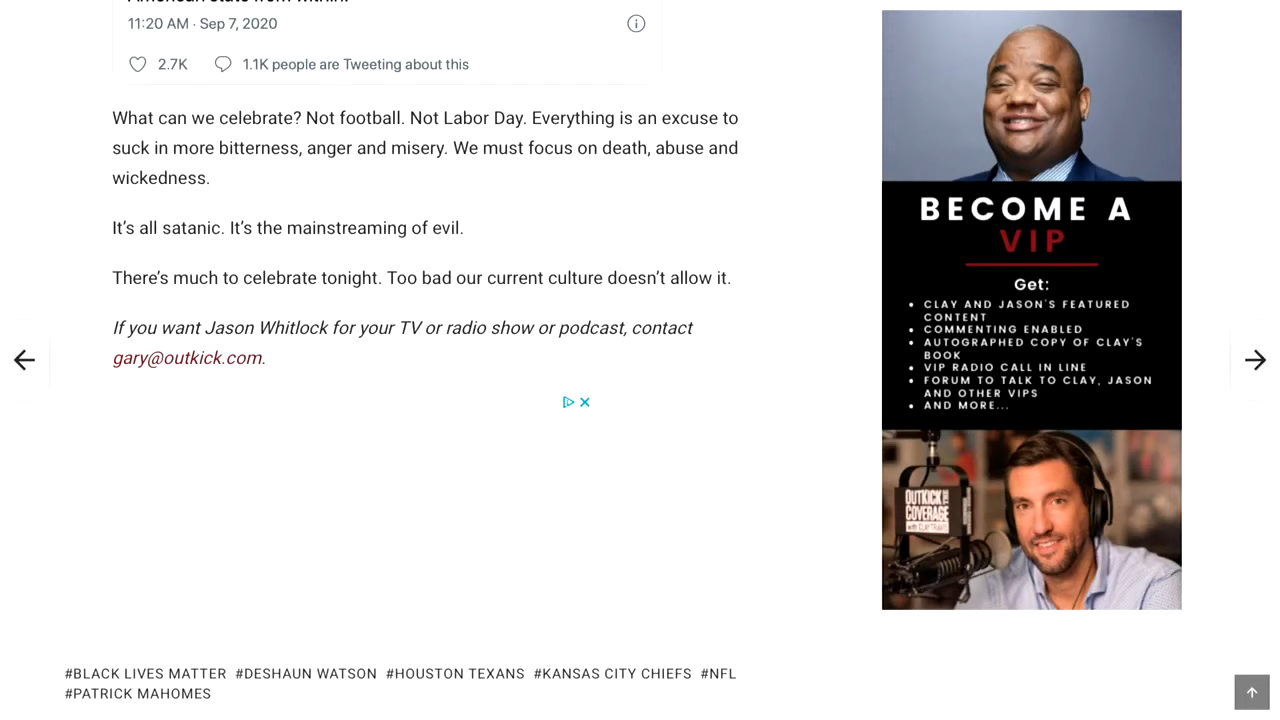 11:20 AM · Sep 7, 2020
2.7K 1.1K people are Tweeting about this
What can we celebrate? Not football. Not Labor Day. Everything is an excuse to
suck in more bitterness, anger and misery. We must focus on death, abuse and
wickedness.
It’s all satanic. It’s the mainstreaming of evil.
There’s much to celebrate tonight. Too bad our current culture doesn’t allow it.
If you want Jason Whitlock for your TV or radio show or podcast, contact
gary@outkick.com.
BECOME A
VIP
Get:
• CLAY AND JASON'S FEATURED
CONTENT
• COMMENTING ENABLED
• AUTOGRAPHED COPY OF CLAY'S
BOOK
• VIP RADIO CALL IN LINE
• FORUM TO TALK TO CLAY, JASON
AND OTHER VIPS
• AND MORE...
OUTKICK THE
COVERAGE
with CLAY TRAVIS
#BLACK LIVES MATTER #DESHAUN WATSON #HOUSTON TEXANS #KANSAS CITY CHIEFS #NFL
#PATRICK MAHOMES